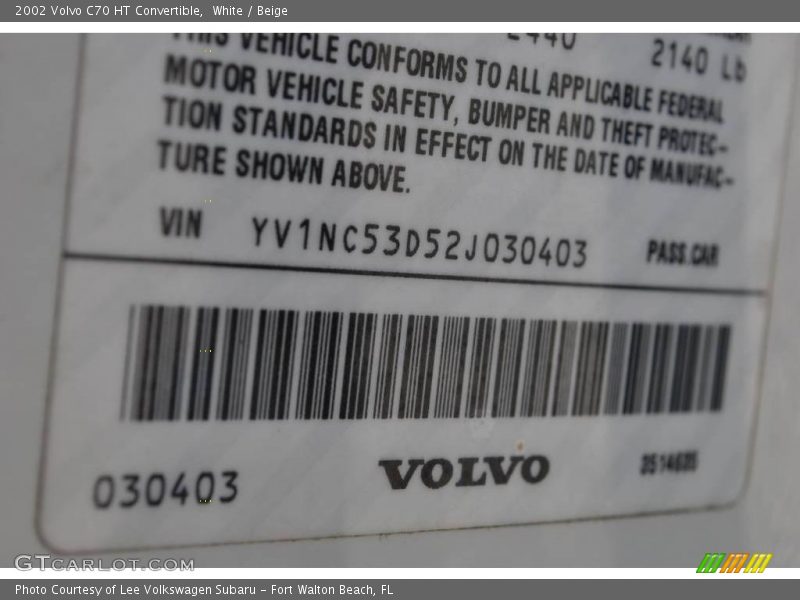 2002 Volvo C70 HT Convertible, White / Beige
2440
2140 Lb
THIS VEHICLE CONFORMS TO ALL APPLICABLE FEDERAL
MOTOR VEHICLE SAFETY, BUMPER AND THEFT PROTEC-
TION STANDARDS IN EFFECT ON THE DATE OF MANUFAC-
TURE SHOWN ABOVE.
VIN YV1NC53D52J030403 PASS.CAR
030403 VOLVO 3514635
GTCARLOT.COM
Photo Courtesy of Lee Volkswagen Subaru - Fort Walton Beach, FL